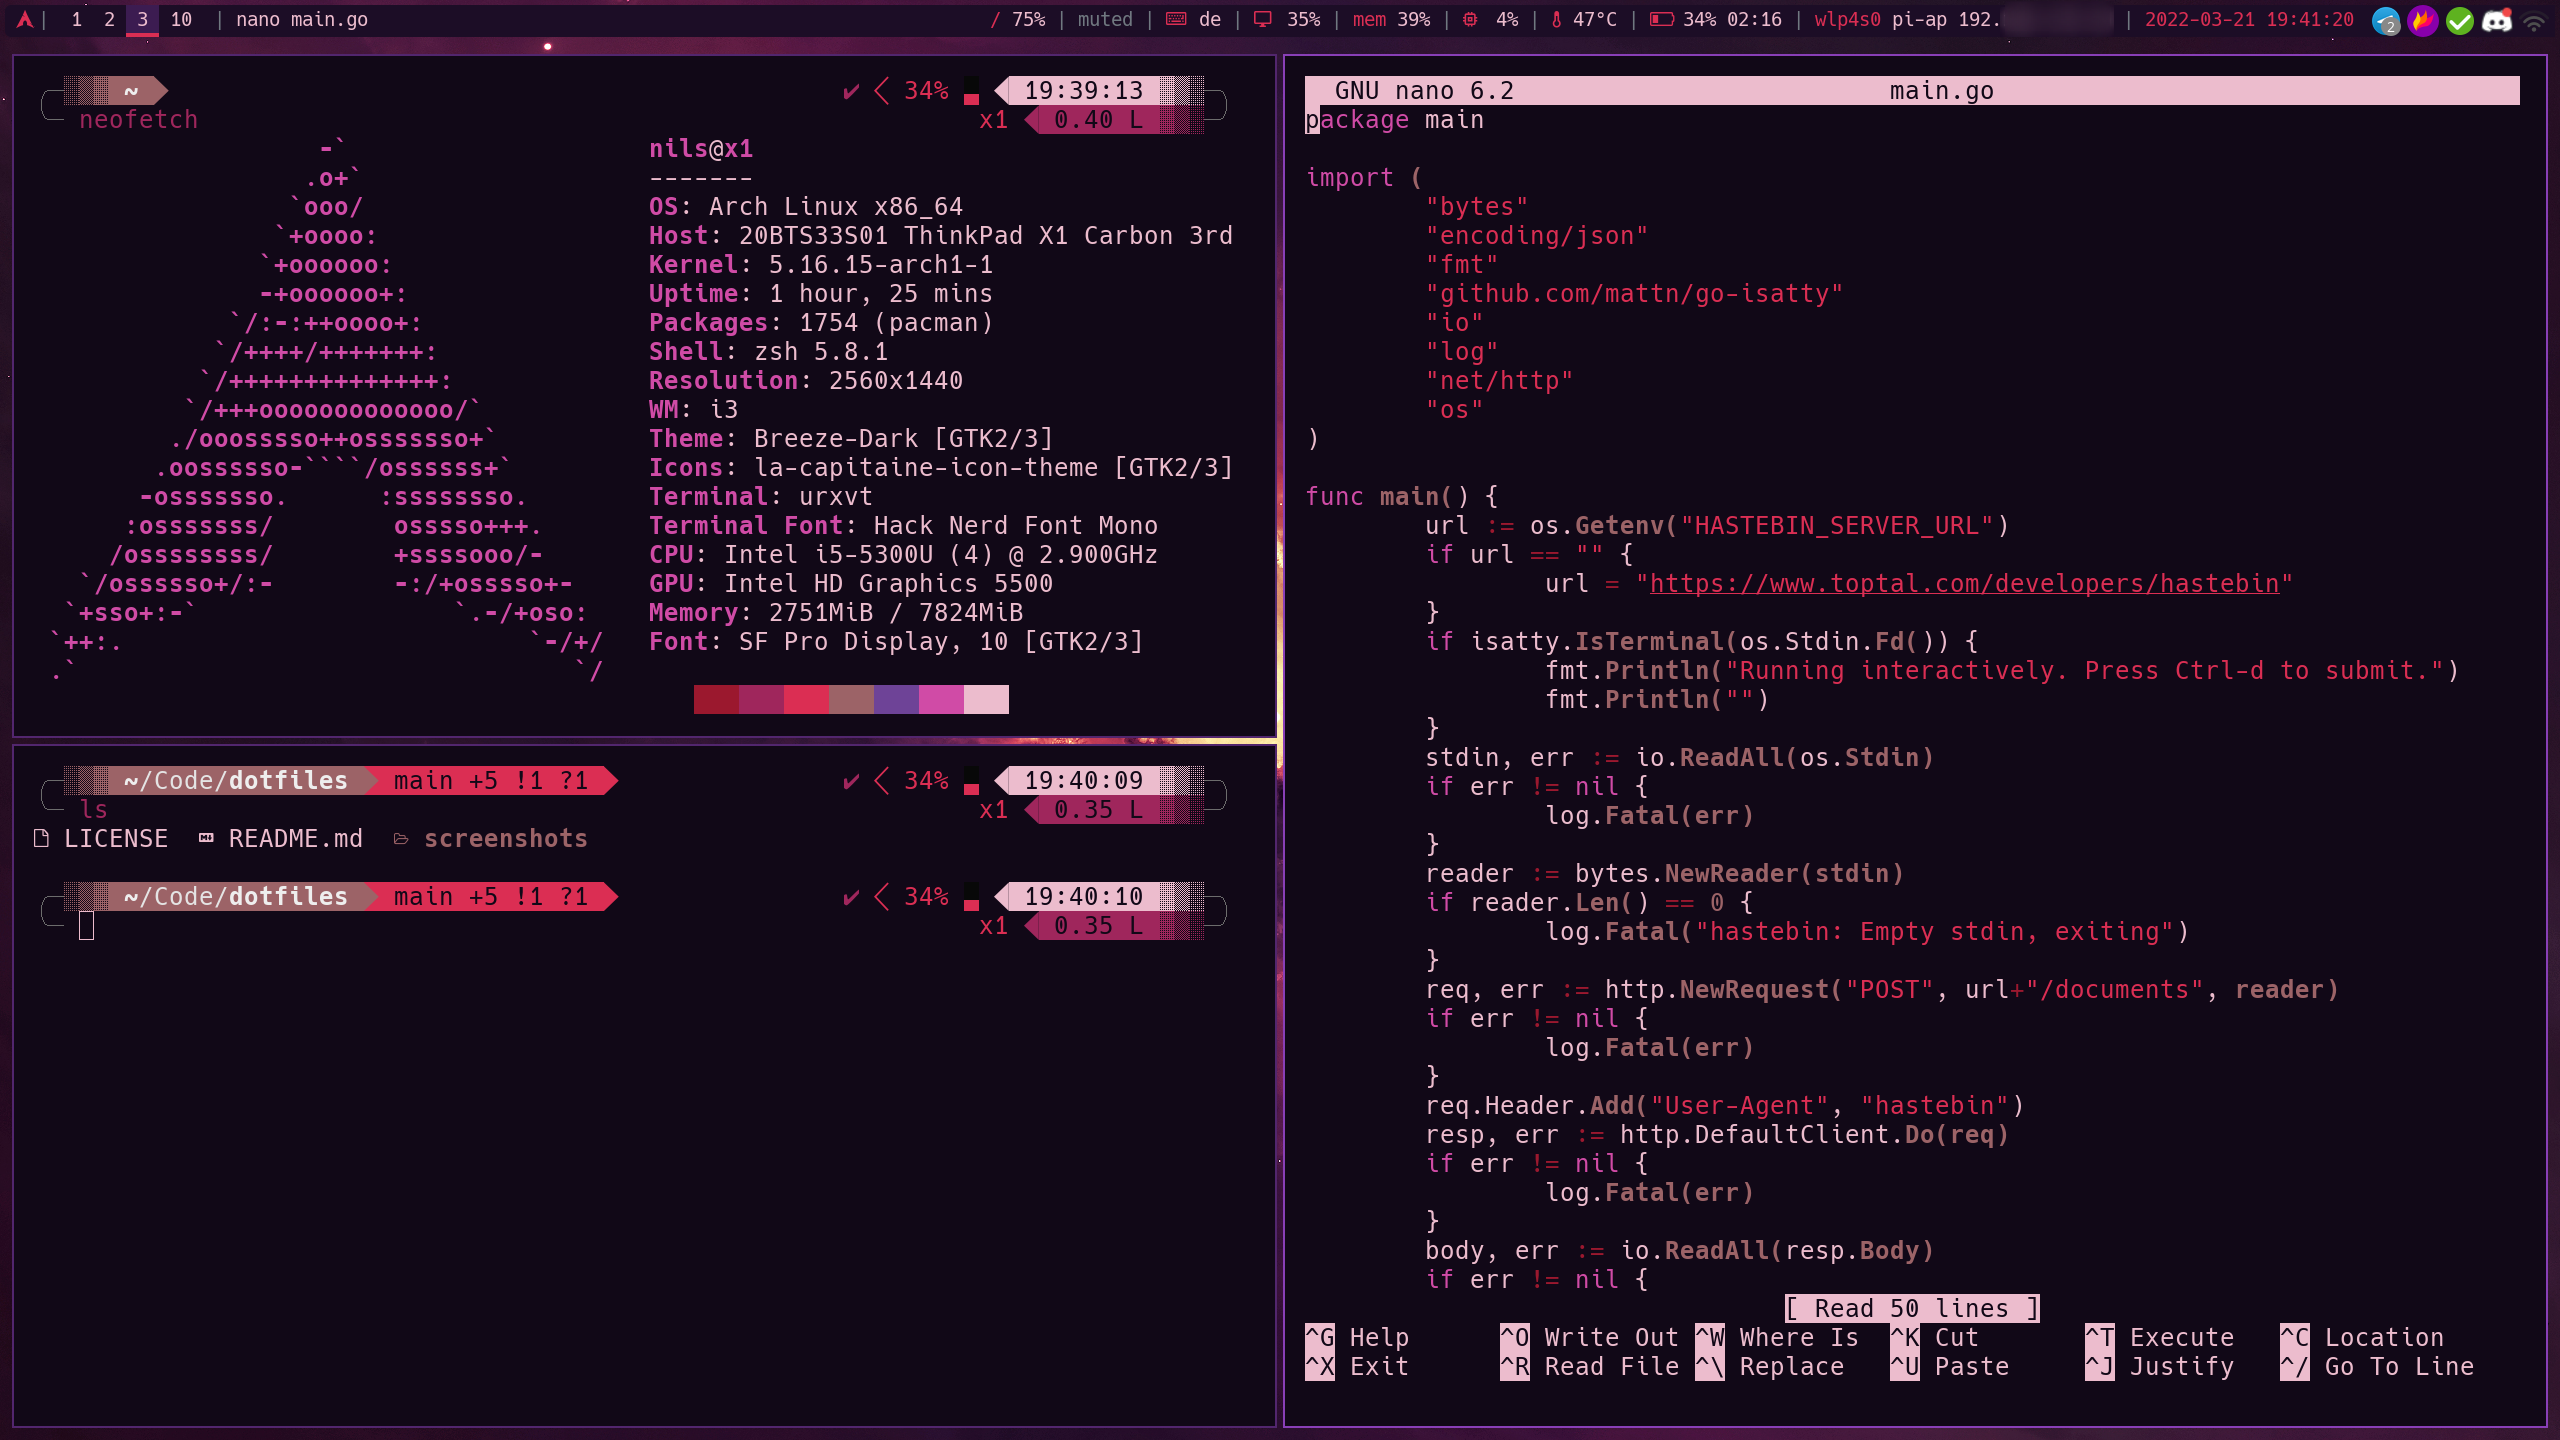 | 1 2 3 10 | nano main.go / 75% | muted | de | 35% | mem 39% | 4% | 47°C | 34% 02:16 | wlp4s0 pi-ap 192. | 2022-03-21 19:41:20 2
~ ✔ 34% 19:39:13
neofetch x1 0.40 L
                  -`
                 .o+`
                `ooo/
               `+oooo:
              `+oooooo:
              -+oooooo+:
            `/:-:++oooo+:
           `/++++/+++++++:
          `/++++++++++++++:
         `/+++ooooooooooooo/`
        ./ooosssso++osssssso+`
       .oossssso-````/ossssss+`
      -osssssso.      :ssssssso.
     :osssssss/        osssso+++.
    /ossssssss/        +ssssooo/-
  `/ossssso+/:-        -:/+osssso+-
 `+sso+:-`                 `.-/+oso:
`++:.                           `-/+/
.`                                 `/
nils@x1
-------
OS: Arch Linux x86_64
Host: 20BTS33S01 ThinkPad X1 Carbon 3rd
Kernel: 5.16.15-arch1-1
Uptime: 1 hour, 25 mins
Packages: 1754 (pacman)
Shell: zsh 5.8.1
Resolution: 2560x1440
WM: i3
Theme: Breeze-Dark [GTK2/3]
Icons: la-capitaine-icon-theme [GTK2/3]
Terminal: urxvt
Terminal Font: Hack Nerd Font Mono
CPU: Intel i5-5300U (4) @ 2.900GHz
GPU: Intel HD Graphics 5500
Memory: 2751MiB / 7824MiB
Font: SF Pro Display, 10 [GTK2/3]
~/Code/dotfiles main +5 !1 ?1 ✔ 34% 19:40:09
ls x1 0.35 L
LICENSE README.md screenshots
~/Code/dotfiles main +5 !1 ?1 ✔ 34% 19:40:10
x1 0.35 L
GNU nano 6.2 main.go
package main
import (
        "bytes"
        "encoding/json"
        "fmt"
        "github.com/mattn/go-isatty"
        "io"
        "log"
        "net/http"
        "os"
)
func main() {
        url := os.Getenv("HASTEBIN_SERVER_URL")
        if url == "" {
                url = "https://www.toptal.com/developers/hastebin"
        }
        if isatty.IsTerminal(os.Stdin.Fd()) {
                fmt.Println("Running interactively. Press Ctrl-d to submit.")
                fmt.Println("")
        }
        stdin, err := io.ReadAll(os.Stdin)
        if err != nil {
                log.Fatal(err)
        }
        reader := bytes.NewReader(stdin)
        if reader.Len() == 0 {
                log.Fatal("hastebin: Empty stdin, exiting")
        }
        req, err := http.NewRequest("POST", url+"/documents", reader)
        if err != nil {
                log.Fatal(err)
        }
        req.Header.Add("User-Agent", "hastebin")
        resp, err := http.DefaultClient.Do(req)
        if err != nil {
                log.Fatal(err)
        }
        body, err := io.ReadAll(resp.Body)
        if err != nil {
[ Read 50 lines ]
^G Help ^O Write Out ^W Where Is ^K Cut ^T Execute ^C Location
^X Exit ^R Read File ^\ Replace ^U Paste ^J Justify ^/ Go To Line